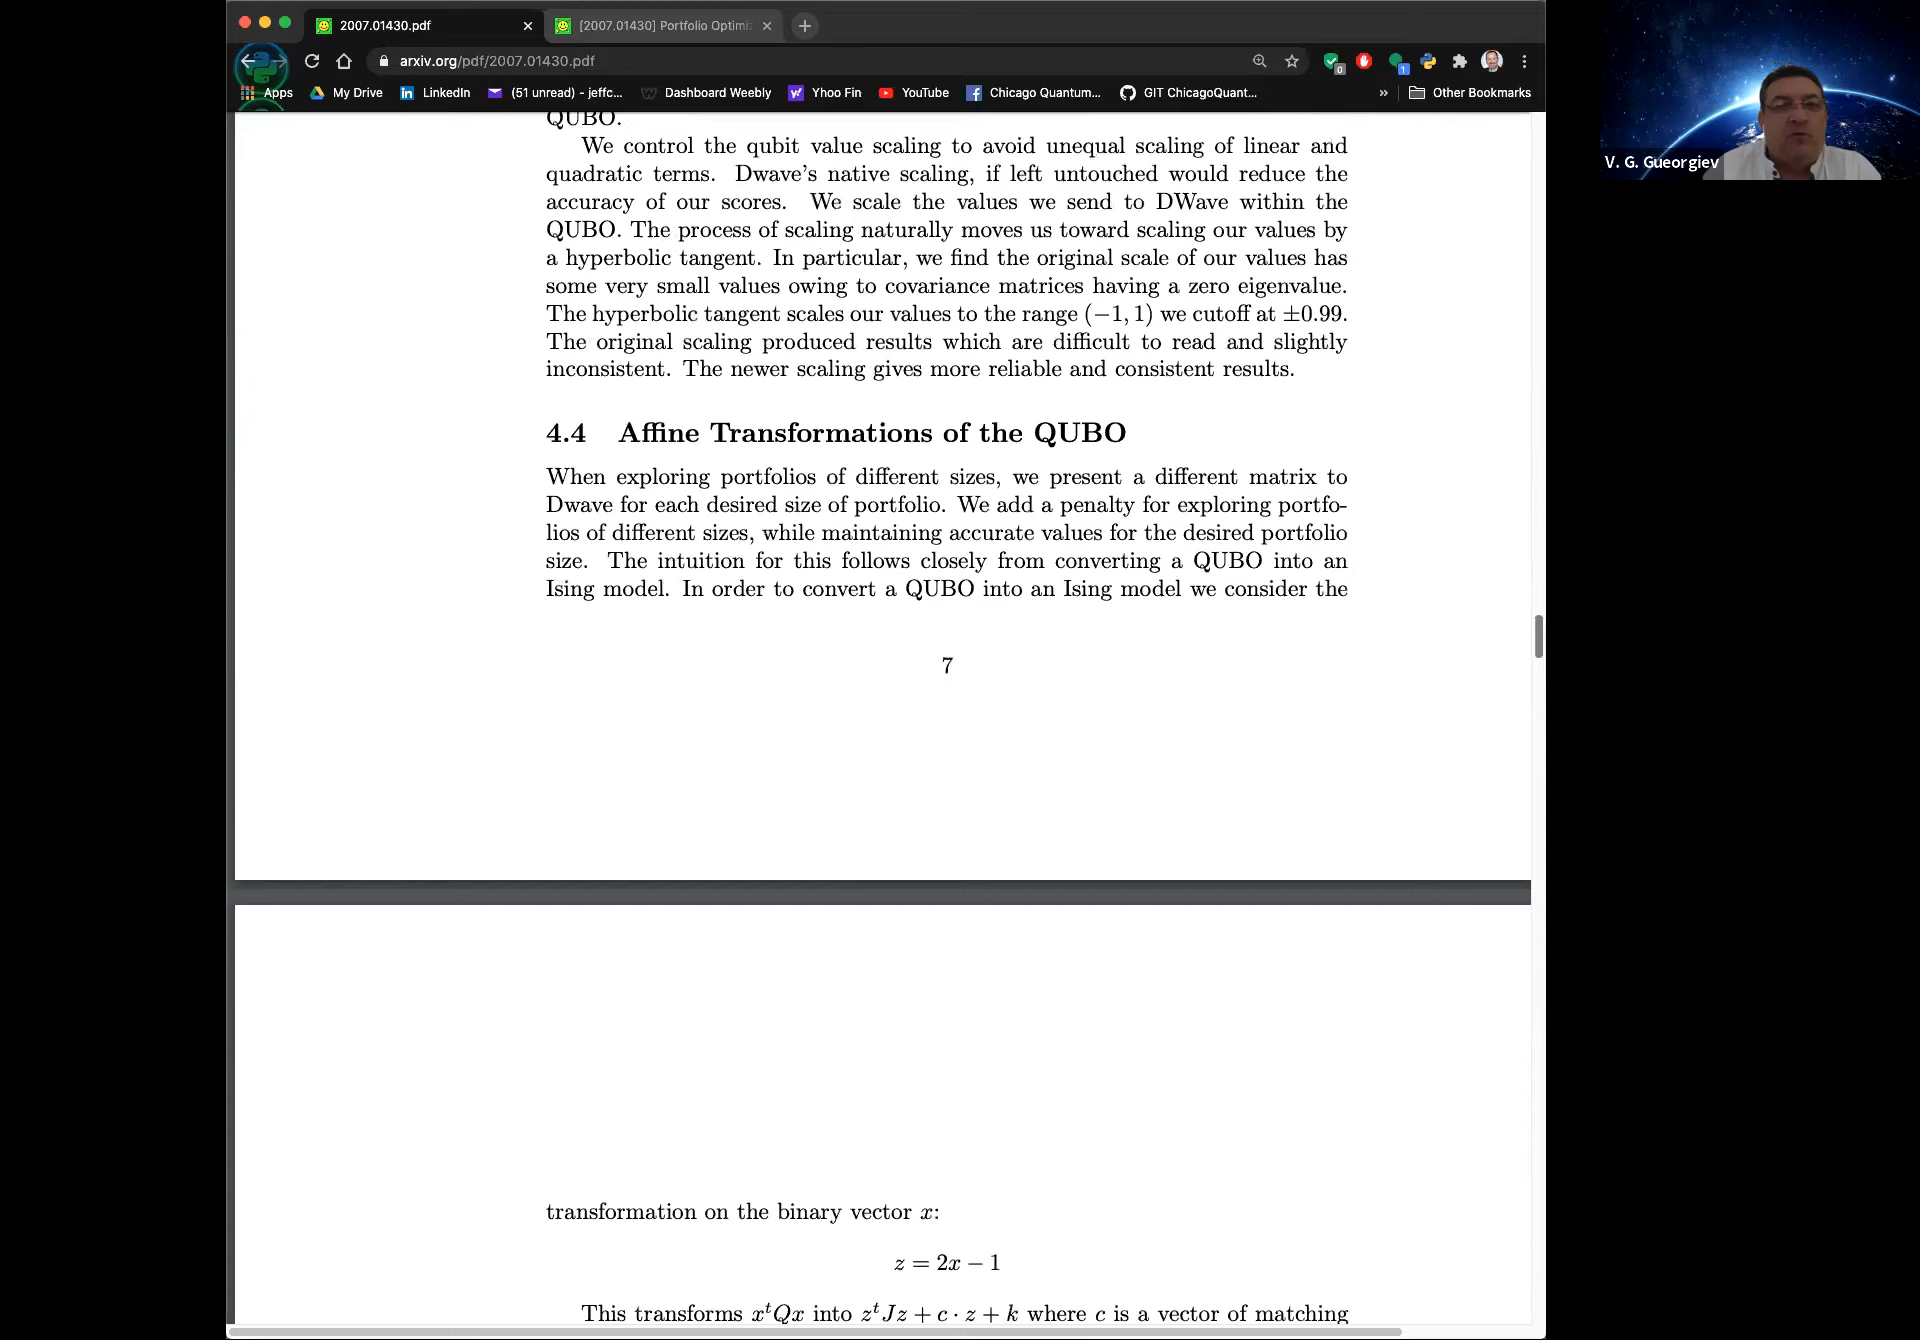 2007.01430.pdf
[2007.01430] Portfolio Optimi
arxiv.org/pdf/2007.01430.pdf
0
1
Apps
My Drive
LinkedIn
(51 unread) - jeffc...
Dashboard Weebly
Yhoo Fin
YouTube
Chicago Quantum...
GIT ChicagoQuant...
»
Other Bookmarks
V. G. Gueorgiev
QUBO.
We control the qubit value scaling to avoid unequal scaling of linear and
quadratic terms. Dwave's native scaling, if left untouched would reduce the
accuracy of our scores. We scale the values we send to DWave within the
QUBO. The process of scaling naturally moves us toward scaling our values by
a hyperbolic tangent. In particular, we find the original scale of our values has
some very small values owing to covariance matrices having a zero eigenvalue.
The hyperbolic tangent scales our values to the range (−1, 1) we cutoff at ±0.99.
The original scaling produced results which are difficult to read and slightly
inconsistent. The newer scaling gives more reliable and consistent results.
4.4 Affine Transformations of the QUBO
When exploring portfolios of different sizes, we present a different matrix to
Dwave for each desired size of portfolio. We add a penalty for exploring portfo-
lios of different sizes, while maintaining accurate values for the desired portfolio
size. The intuition for this follows closely from converting a QUBO into an
Ising model. In order to convert a QUBO into an Ising model we consider the
7
transformation on the binary vector x:
z = 2x − 1
This transforms xᵗQx into zᵗJz + c · z + k where c is a vector of matching